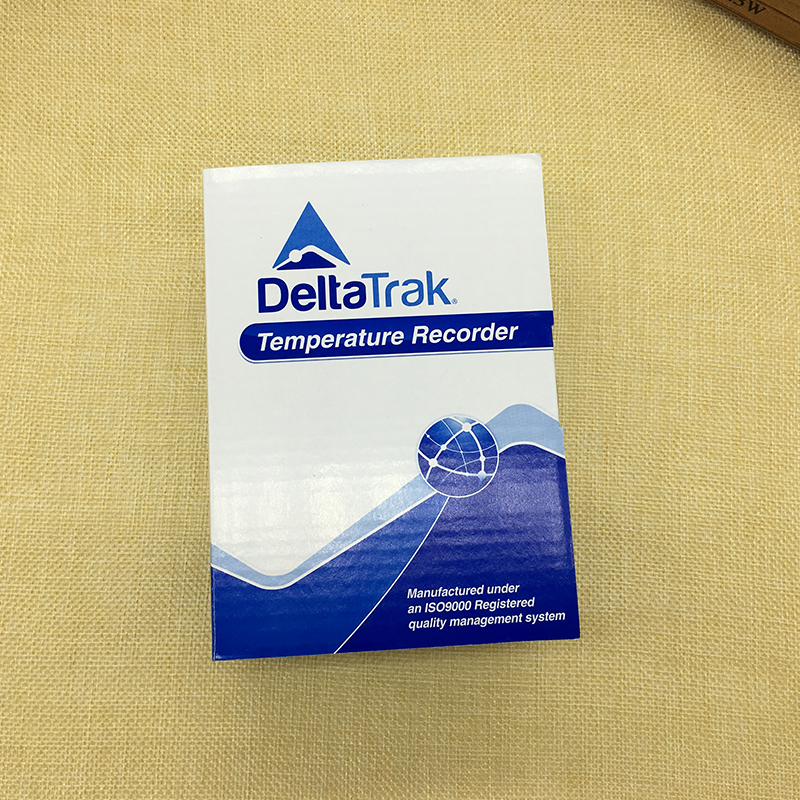 DeltaTrak®
Temperature Recorder
Manufactured under
an ISO9000 Registered
quality management system